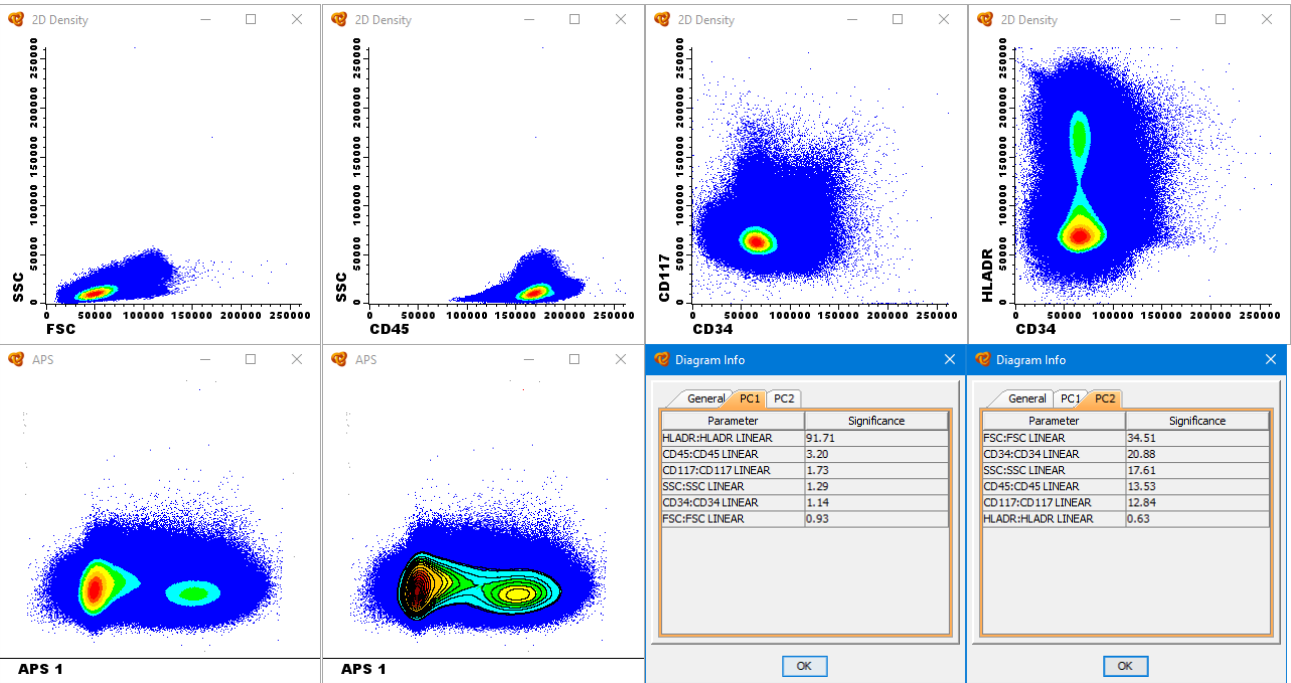 2D Density
250000
200000
150000
100000
50000
0
SSC
0 50000 100000 150000 200000 250000
FSC
2D Density
250000
200000
150000
100000
50000
0
SSC
0 50000 100000 150000 200000 250000
CD45
2D Density
250000
200000
150000
100000
50000
0
CD117
0 50000 100000 150000 200000 250000
CD34
2D Density
250000
200000
150000
100000
50000
0
HLADR
0 50000 100000 150000 200000 250000
CD34
APS
APS 1
APS
APS 1
Diagram Info
General PC1 PC2
Parameter Significance
HLADR:HLADR LINEAR 91.71
CD45:CD45 LINEAR 3.20
CD117:CD117 LINEAR 1.73
SSC:SSC LINEAR 1.29
CD34:CD34 LINEAR 1.14
FSC:FSC LINEAR 0.93
OK
Diagram Info
General PC1 PC2
Parameter Significance
FSC:FSC LINEAR 34.51
CD34:CD34 LINEAR 20.88
SSC:SSC LINEAR 17.61
CD45:CD45 LINEAR 13.53
CD117:CD117 LINEAR 12.84
HLADR:HLADR LINEAR 0.63
OK